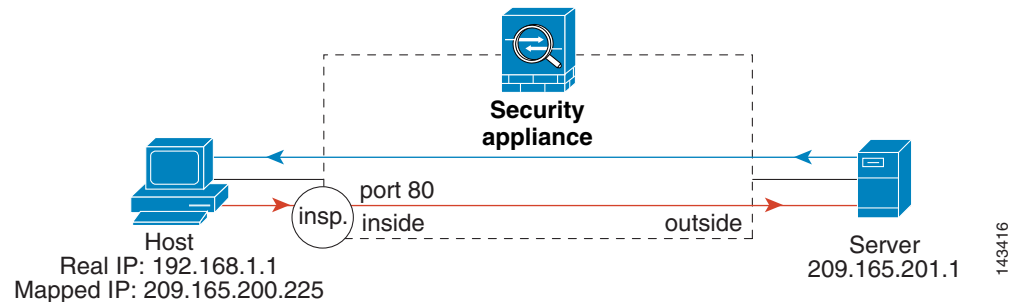 Security
appliance
port 80
insp.
inside
outside
Host
Real IP: 192.168.1.1
Mapped IP: 209.165.200.225
Server
209.165.201.1
143416